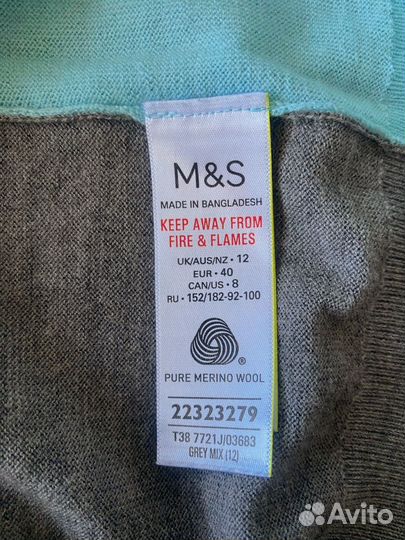 M&S
MADE IN BANGLADESH
KEEP AWAY FROM
FIRE & FLAMES
UK/AUS/NZ • 12
EUR • 40
CAN/US • 8
RU • 152/182-92-100
®
PURE MERINO WOOL
22323279
T38 7721J/03683
GREY MIX (12)
Avito